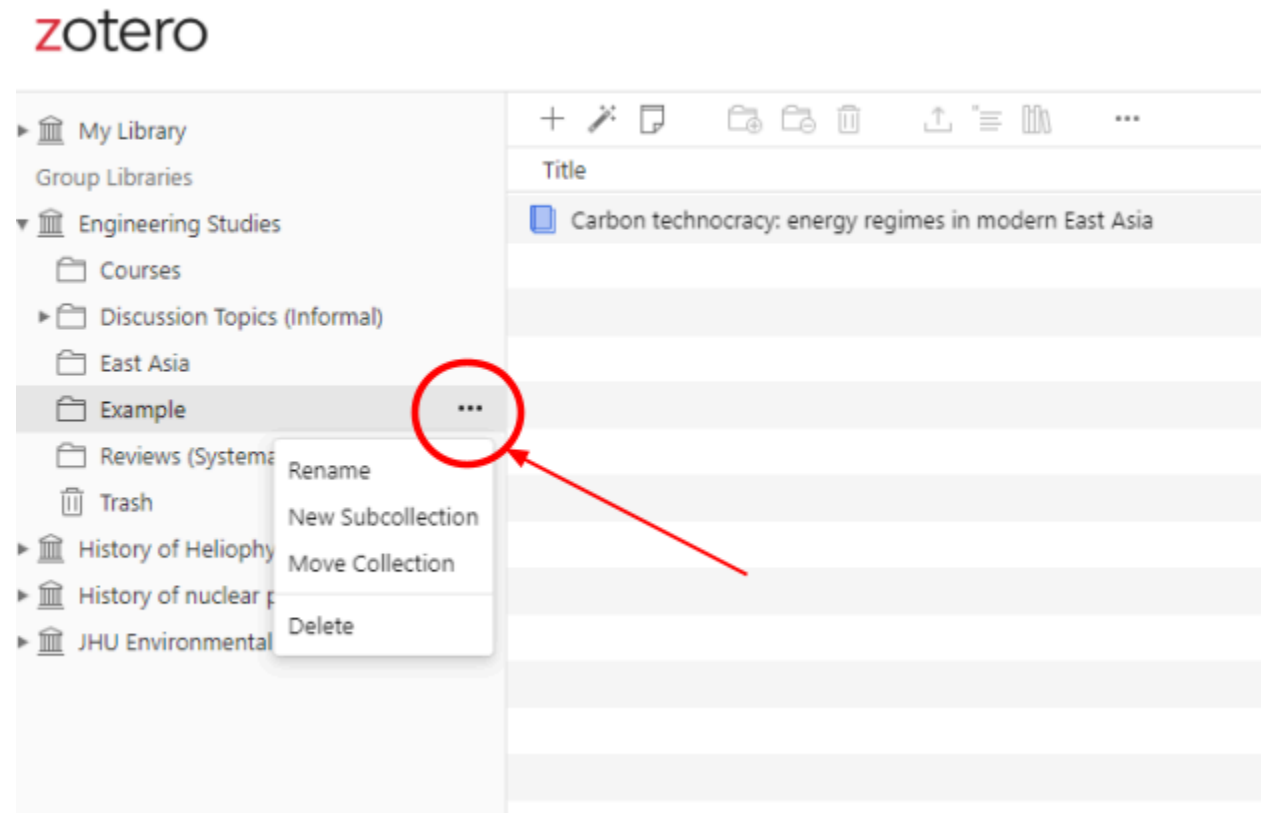 zotero
My Library
Group Libraries
Engineering Studies
Courses
Discussion Topics (Informal)
East Asia
Example
Reviews (Systema
Trash
History of Heliophy
History of nuclear p
JHU Environmental
Rename
New Subcollection
Move Collection
Delete
Title
Carbon technocracy: energy regimes in modern East Asia